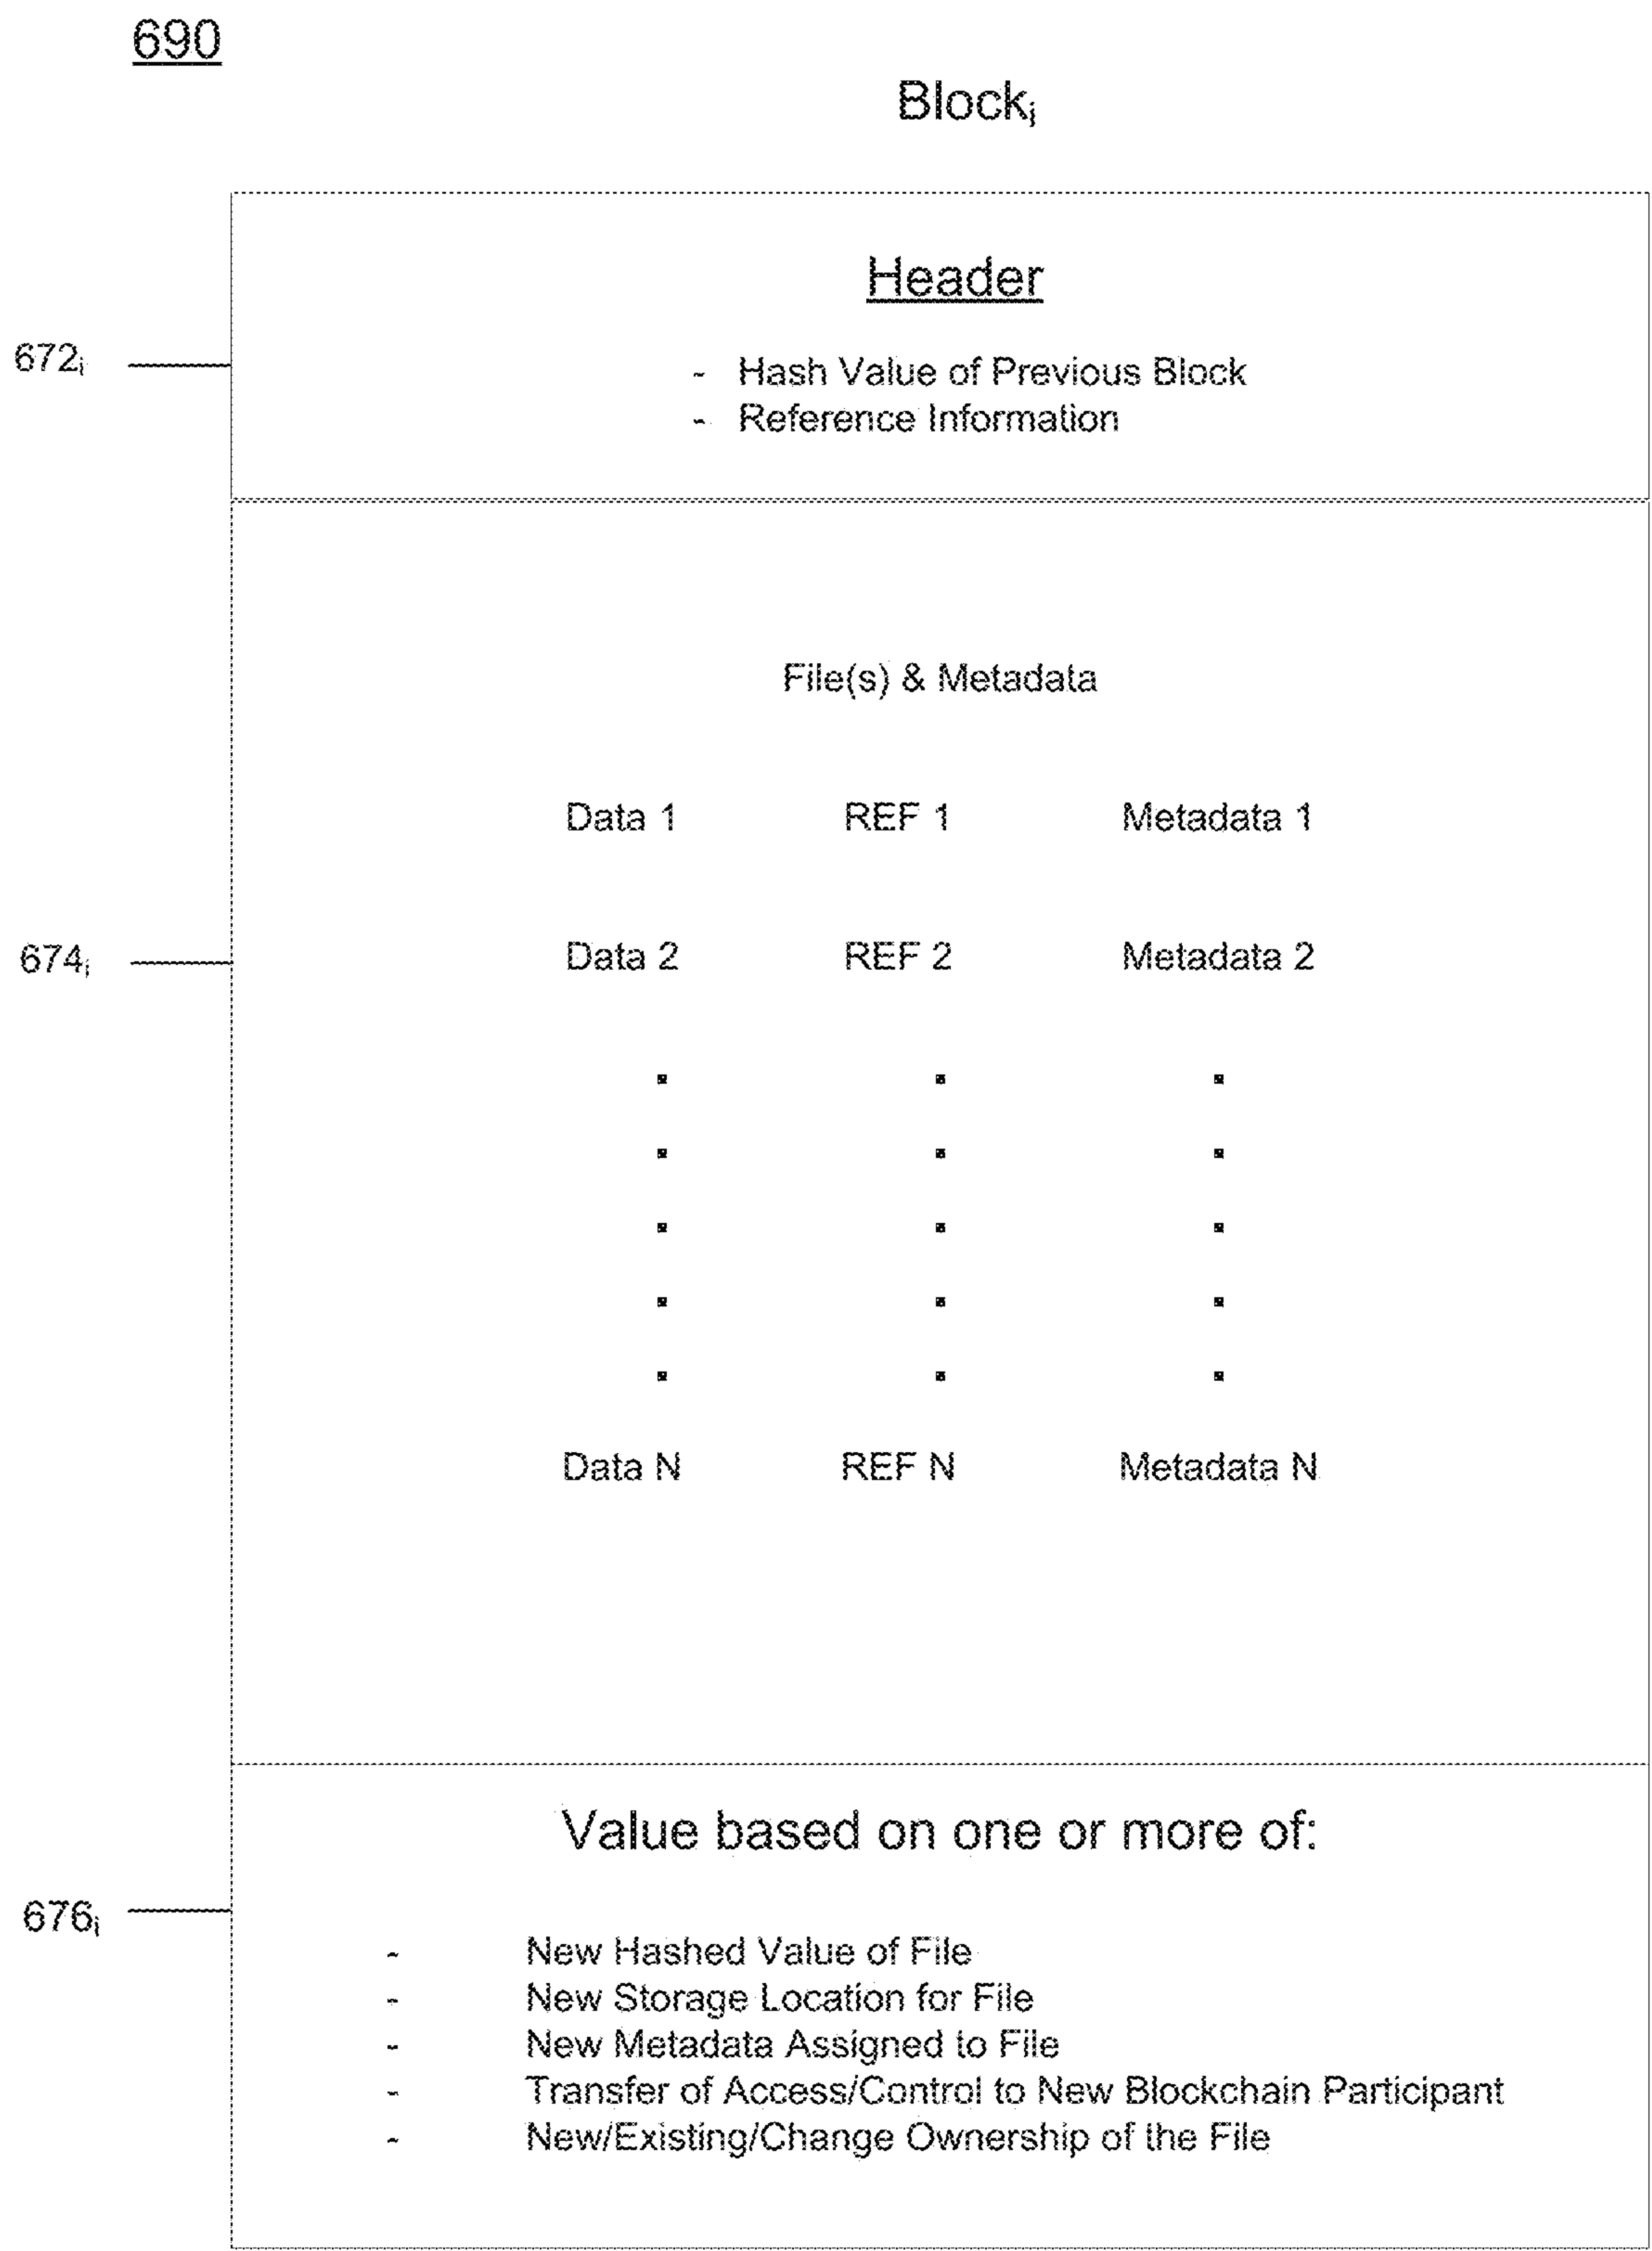 690
Blockᵢ
Header
672ᵢ
- Hash Value of Previous Block
- Reference Information
File(s) & Metadata
Data 1 REF 1 Metadata 1
674ᵢ
Data 2 REF 2 Metadata 2
Data N REF N Metadata N
Value based on one or more of:
676ᵢ
- New Hashed Value of File
- New Storage Location for File
- New Metadata Assigned to File
- Transfer of Access/Control to New Blockchain Participant
- New/Existing/Change Ownership of the File